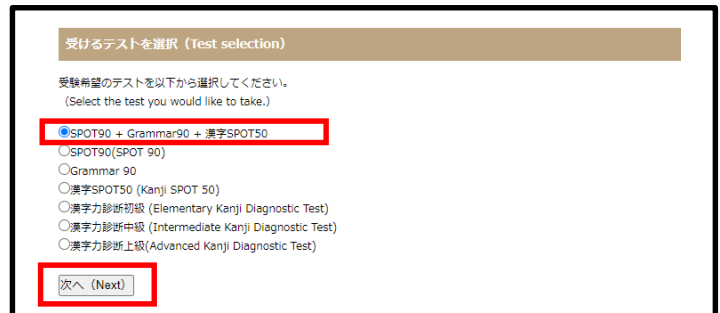 受けるテストを選択（Test selection）
受験希望のテストを以下から選択してください。
（Select the test you would like to take.）
SPOT90 + Grammar90 + 漢字SPOT50
SPOT90(SPOT 90)
Grammar 90
漢字SPOT50 (Kanji SPOT 50)
漢字力診断初級 (Elementary Kanji Diagnostic Test)
漢字力診断中級 (Intermediate Kanji Diagnostic Test)
漢字力診断上級(Advanced Kanji Diagnostic Test)
次へ（Next）